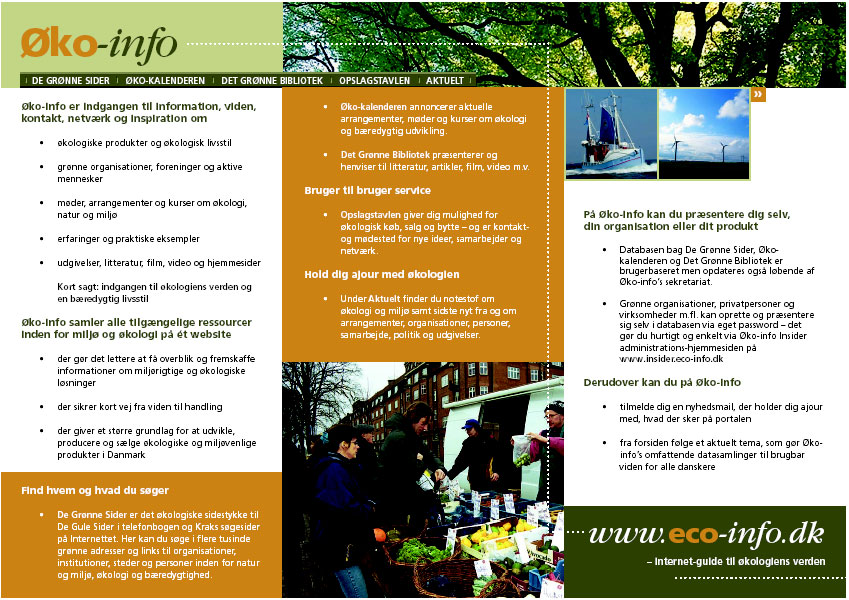 Øko-info
DE GRØNNE SIDER | ØKO-KALENDEREN | DET GRØNNE BIBLIOTEK | OPSLAGSTAVLEN | AKTUELT
Øko-info er indgangen til information, viden,
kontakt, netværk og inspiration om
• økologiske produkter og økologisk livsstil
• grønne organisationer, foreninger og aktive
mennesker
• møder, arrangementer og kurser om økologi,
natur og miljø
• erfaringer og praktiske eksempler
• udgivelser, litteratur, film, video og hjemmesider
Kort sagt: indgangen til økologiens verden og
en bæredygtig livsstil
Øko-info samler alle tilgængelige ressourcer
inden for miljø og økologi på ét website
• der gør det lettere at få overblik og fremskaffe
informationer om miljørigtige og økologiske
løsninger
• der sikrer kort vej fra viden til handling
• der giver et større grundlag for at udvikle,
producere og sælge økologiske og miljøvenlige
produkter i Danmark
Find hvem og hvad du søger
• De Grønne Sider er det økologiske sidestykke til
De Gule Sider i telefonbogen og Kraks søgesider
på Internettet. Her kan du søge i flere tusinde
grønne adresser og links til organisationer,
institutioner, steder og personer inden for natur
og miljø, økologi og bæredygtighed.
• Øko-kalenderen annoncerer aktuelle
arrangementer, møder og kurser om økologi
og bæredygtig udvikling.
• Det Grønne Bibliotek præsenterer og
henviser til litteratur, artikler, film, video m.v.
Bruger til bruger service
• Opslagstavlen giver dig mulighed for
økologisk køb, salg og bytte – og er kontakt-
og mødested for nye ideer, samarbejder og
netværk.
Hold dig ajour med økologien
• Under Aktuelt finder du notestof om
økologi og miljø samt sidste nyt fra og om
arrangementer, organisationer, personer,
samarbejde, politik og udgivelser.
»
På Øko-info kan du præsentere dig selv,
din organisation eller dit produkt
• Databasen bag De Grønne Sider, Øko-
kalenderen og Det Grønne Bibliotek er
brugerbaseret men opdateres også løbende af
Øko-info's sekretariat.
• Grønne organisationer, privatpersoner og
virksomheder m.fl. kan oprette og præsentere
sig selv i databasen via eget password – det
gør du hurtigt og enkelt via Øko-info Insider
administrations-hjemmesiden på
www.insider.eco-info.dk
Derudover kan du på Øko-info
• tilmelde dig en nyhedsmail, der holder dig ajour
med, hvad der sker på portalen
• fra forsiden følge et aktuelt tema, som gør Øko-
info's omfattende datasamlinger til brugbar
viden for alle danskere
www.eco-info.dk
– internet-guide til økologiens verden